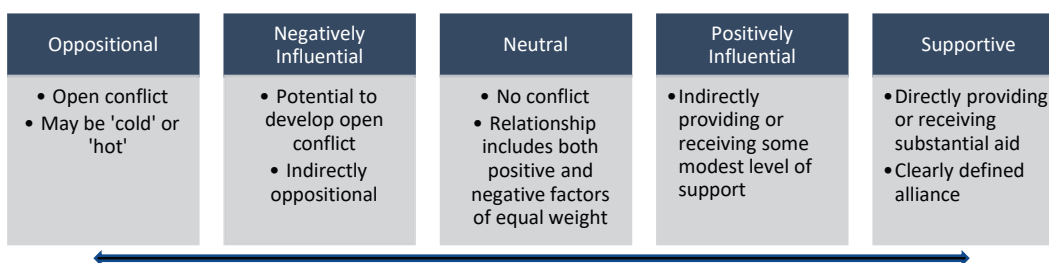 Oppositional
• Open conflict
• May be 'cold' or
'hot'
Negatively
Influential
• Potential to
develop open
conflict
• Indirectly
oppositional
Neutral
• No conflict
• Relationship
includes both
positive and
negative factors
of equal weight
Positively
Influential
• Indirectly
providing or
receiving some
modest level of
support
Supportive
• Directly providing
or receiving
substantial aid
• Clearly defined
alliance